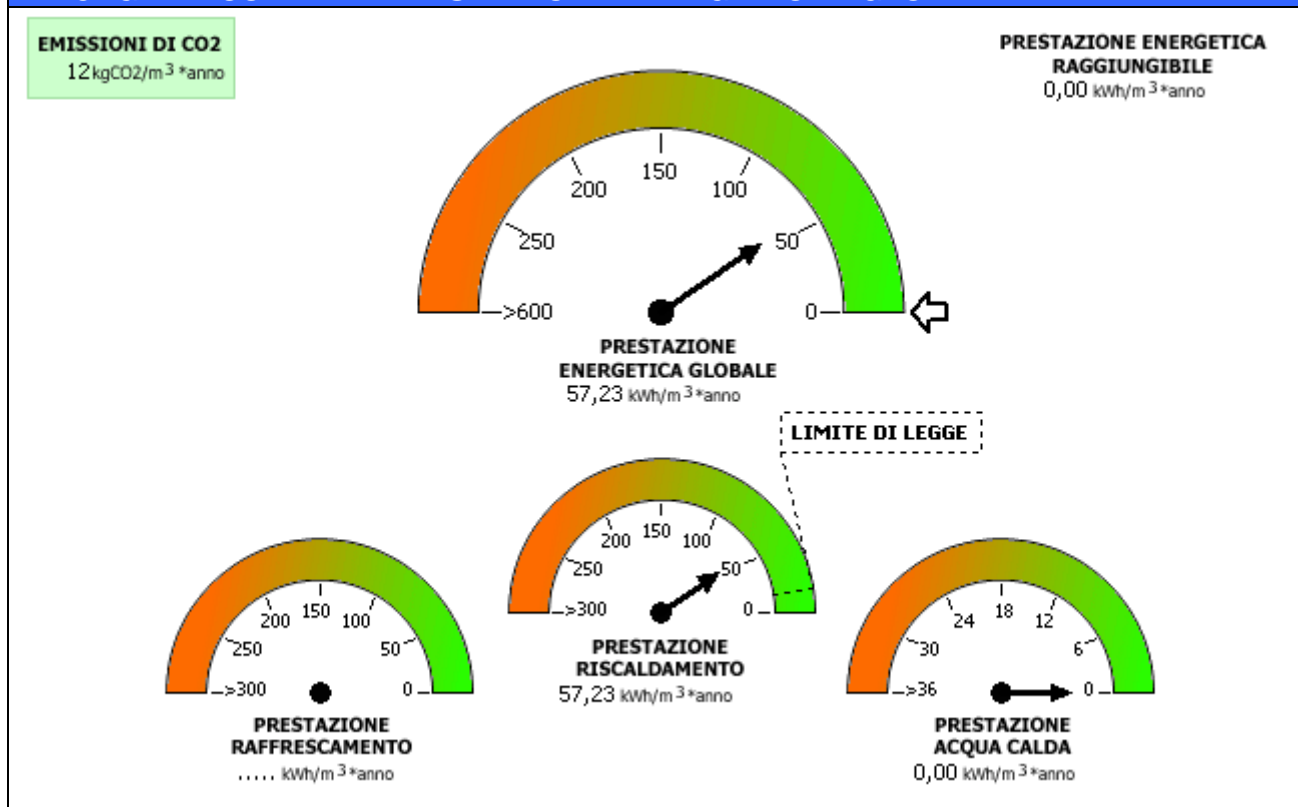 EMISSIONI DI CO2
12 kgCO2/m3 *anno
PRESTAZIONE ENERGETICA
RAGGIUNGIBILE
0,00 kWh/m3*anno
>600
250
200
150
100
50
0
PRESTAZIONE
ENERGETICA GLOBALE
57,23 kWh/m3*anno
LIMITE DI LEGGE
>300
250
200
150
100
50
0
PRESTAZIONE
RISCALDAMENTO
57,23 kWh/m3*anno
>300
250
200
150
100
50
0
PRESTAZIONE
RAFFRESCAMENTO
..... kWh/m3*anno
>36
30
24
18
12
6
0
PRESTAZIONE
ACQUA CALDA
0,00 kWh/m3*anno